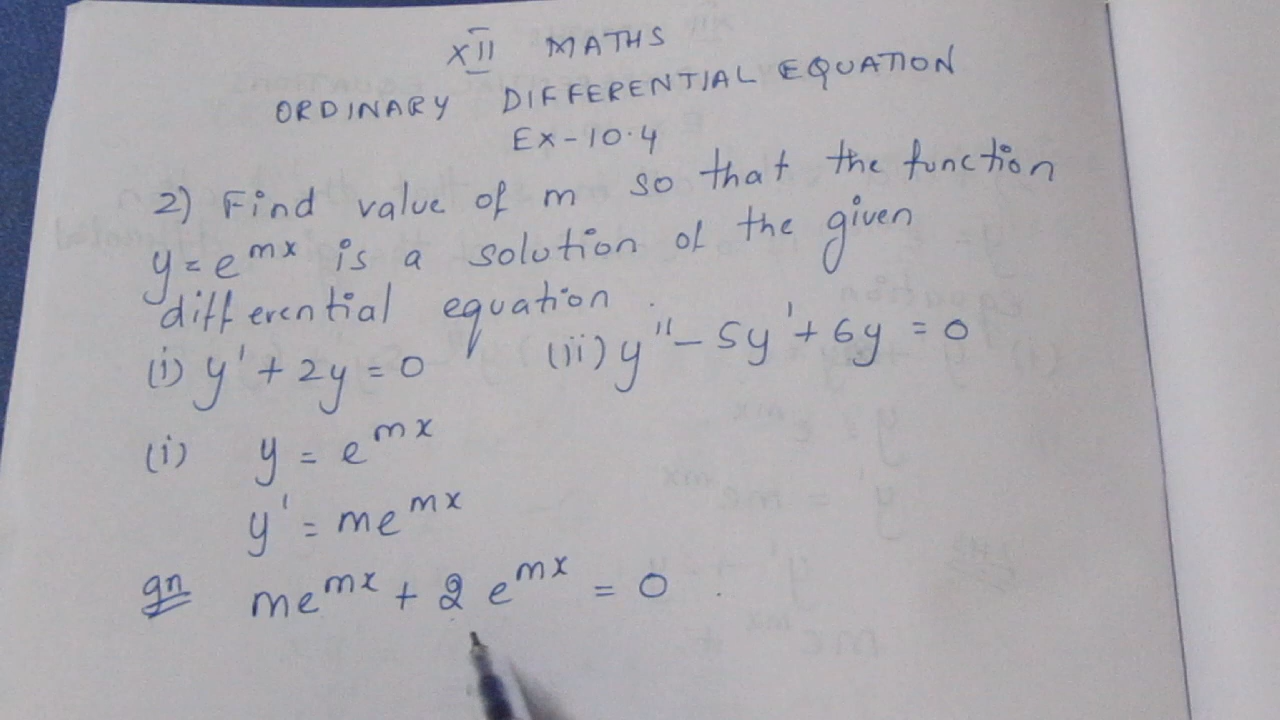 XII MATHS
ORDINARY DIFFERENTIAL EQUATION
Ex-10.4
2) Find value of m so that the function
y = e^mx is a solution of the given
differential equation.
(i) y' + 2y = 0 (ii) y'' - 5y' + 6y = 0
(i) y = e^mx
y' = me^mx
gn me^mx + 2 e^mx = 0.